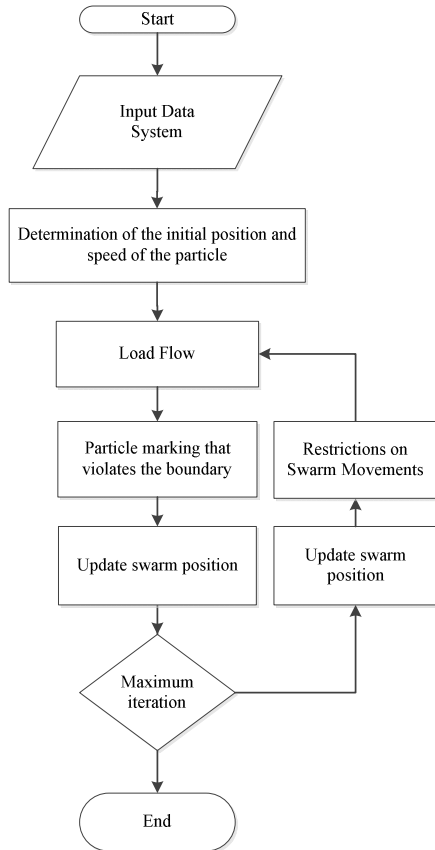 Start
Input Data
System
Determination of the initial position and
speed of the particle
Load Flow
Particle marking that
violates the boundary
Restrictions on
Swarm Movements
Update swarm position
Update swarm
position
Maximum
iteration
End